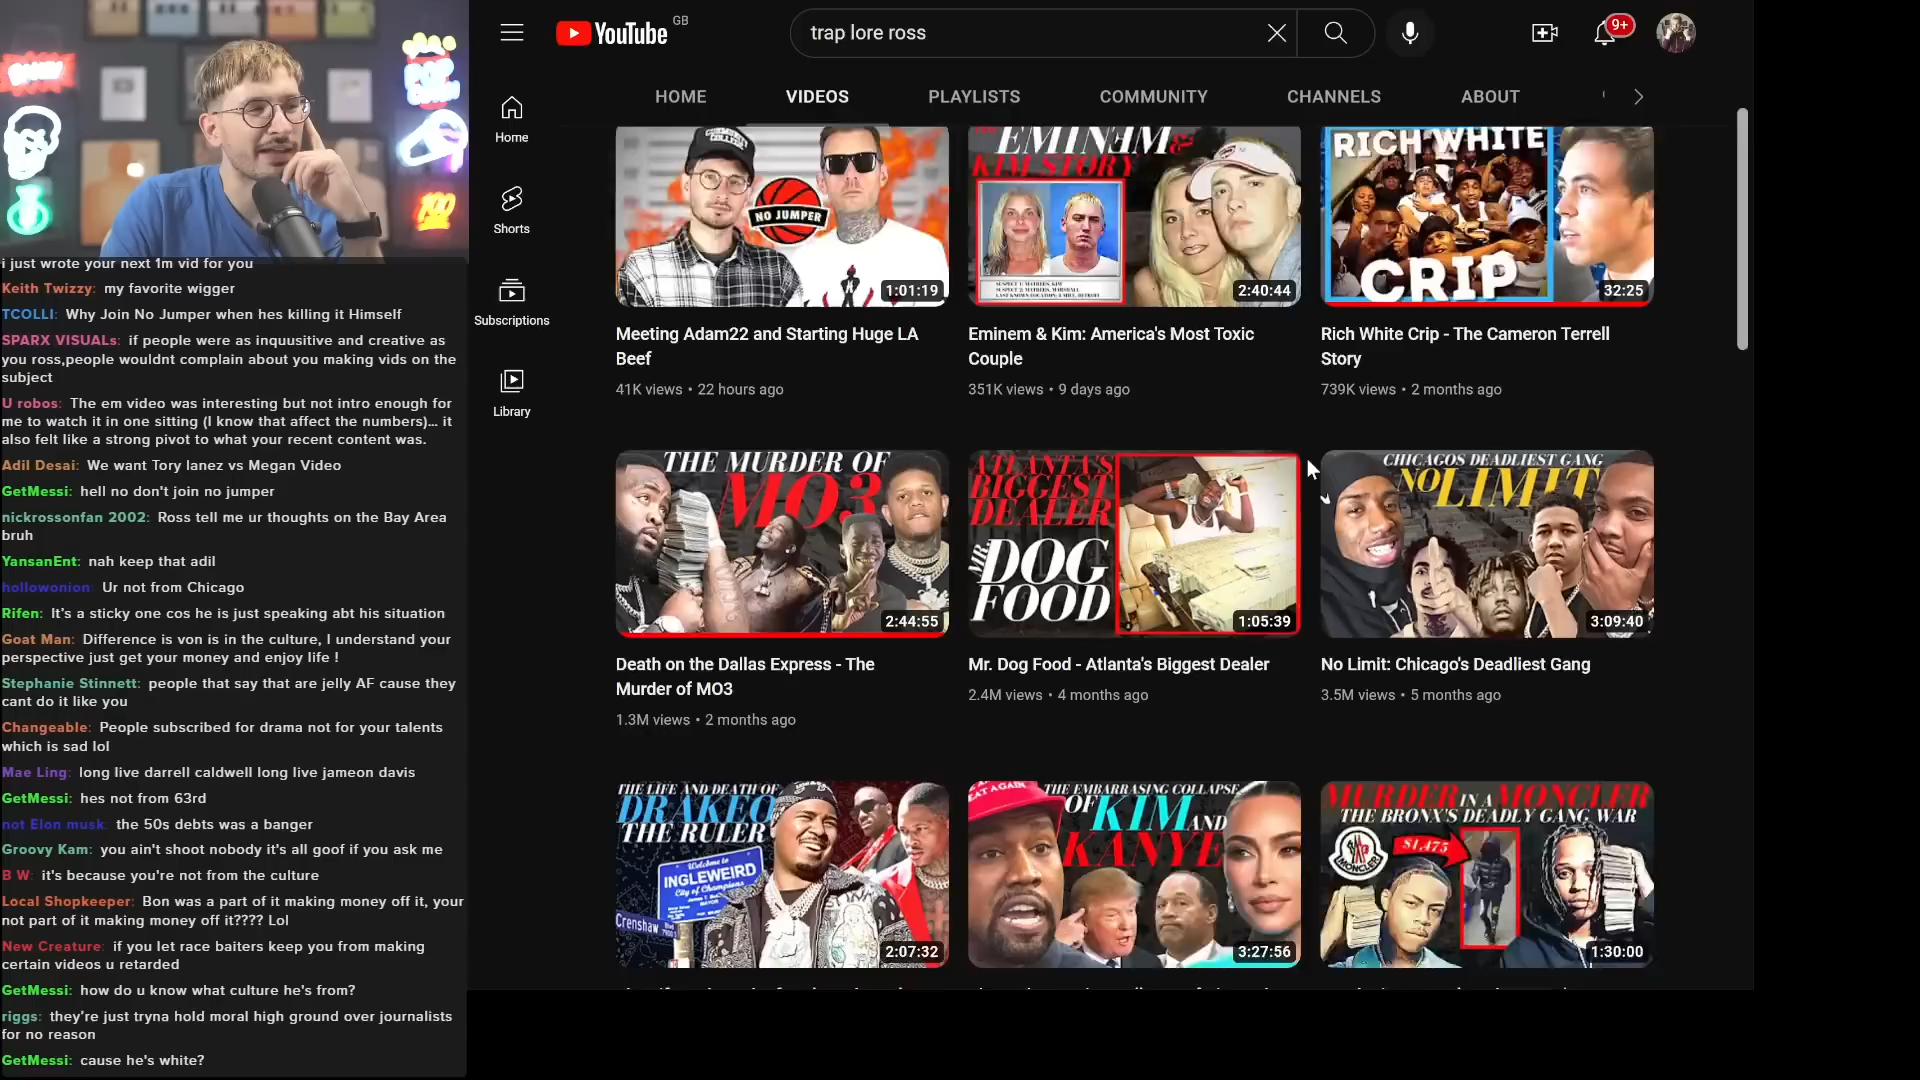 i just wrote your next 1m vid for you
Keith Twizzy: my favorite wigger
TCOLLI: Why Join No Jumper when hes killing it Himself
SPARX VISUALs: if people were as inqusitive and creative as
you ross,people wouldnt complain about you making vids on the
subject
U robos: The em video was interesting but not intro enough for
me to watch it in one sitting (I know that affect the numbers)... it
also felt like a strong pivot to what your recent content was.
Adil Desai: We want Tory lanez vs Megan Video
GetMessi: hell no don't join no jumper
nickrossonfan 2002: Ross tell me ur thoughts on the Bay Area
bruh
YansanEnt: nah keep that adil
hollowonion: Ur not from Chicago
Rifen: It's a sticky one cos he is just speaking abt his situation
Goat Man: Difference is von is in the culture, I understand your
perspective just get your money and enjoy life !
Stephanie Stinnett: people that say that are jelly AF cause they
cant do it like you
Changeable: People subscribed for drama not for your talents
which is sad lol
Mae Ling: long live darrell caldwell long live jameon davis
GetMessi: hes not from 63rd
not Elon musk: the 50s debts was a banger
Groovy Kam: you ain't shoot nobody it's all goof if you ask me
B W: it's because you're not from the culture
Local Shopkeeper: Bon was a part of it making money off it, your
not part of it making money off it???? Lol
New Creature: if you let race baiters keep you from making
certain videos u retarded
GetMessi: how do u know what culture he's from?
riggs: they're just tryna hold moral high ground over journalists
for no reason
GetMessi: cause he's white?
YouTube GB
trap lore ross
9+
HOME VIDEOS PLAYLISTS COMMUNITY CHANNELS ABOUT
Home
Shorts
Subscriptions
Library
COMMUNITY
COLLEGE
NO JUMPER
1:01:19
Meeting Adam22 and Starting Huge LA
Beef
41K views • 22 hours ago
EMINEM &
KIM STORY
2:40:44
Eminem & Kim: America's Most Toxic
Couple
351K views • 9 days ago
RICH WHITE
CRIP
32:25
Rich White Crip - The Cameron Terrell
Story
739K views • 2 months ago
THE MURDER OF
MO3
2:44:55
Death on the Dallas Express - The
Murder of MO3
1.3M views • 2 months ago
ATLANTA'S
BIGGEST
DEALER
MR.
DOG
FOOD
1:05:39
Mr. Dog Food - Atlanta's Biggest Dealer
2.4M views • 4 months ago
CHICAGOS DEADLIEST GANG
NO LIMIT
3:09:40
No Limit: Chicago's Deadliest Gang
3.5M views • 5 months ago
THE LIFE AND DEATH OF
DRAKEO
THE RULER
Welcome to
INGLEWEIRD
City of Champions
Crenshaw
2:07:32
EAT AGAIN
THE EMBARRASING COLLAPSE
OF KIM AND
KANYE
3:27:56
MURDER IN A MONCLER
THE BRONX'S DEADLY GANG WAR
MONCLER
$1,475
1:30:00
100